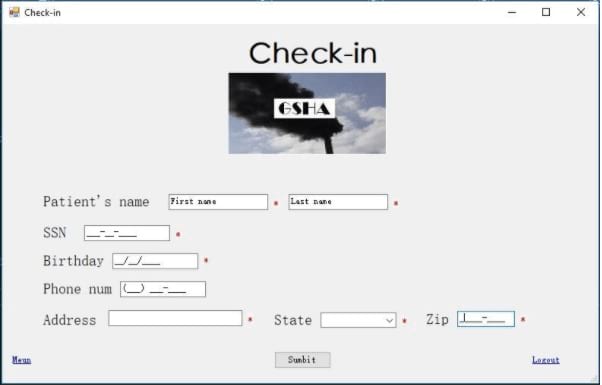 Check-in
Check-in
GSHA
Patient's name First name * Last name *
SSN ___-__-____ *
Birthday __/__/____ *
Phone num (___) ___-____
Address * State * Zip _____-____ *
Meun Sumbit Logout